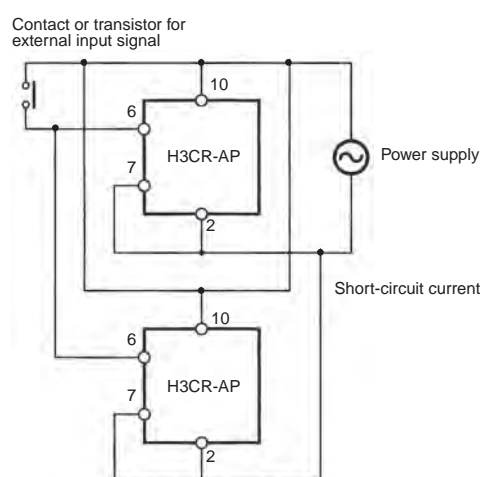 Contact or transistor for
external input signal
10
6
H3CR-AP
7
2
Power supply
Short-circuit current
10
6
H3CR-AP
7
2